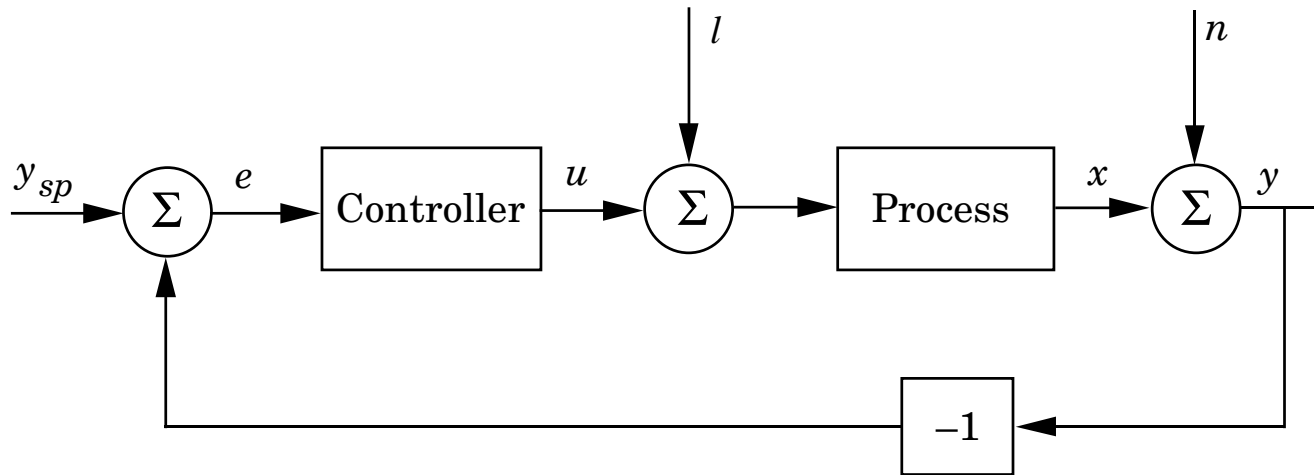 l
n
y_sp
Σ
e
Controller
u
Σ
Process
x
Σ
y
−1